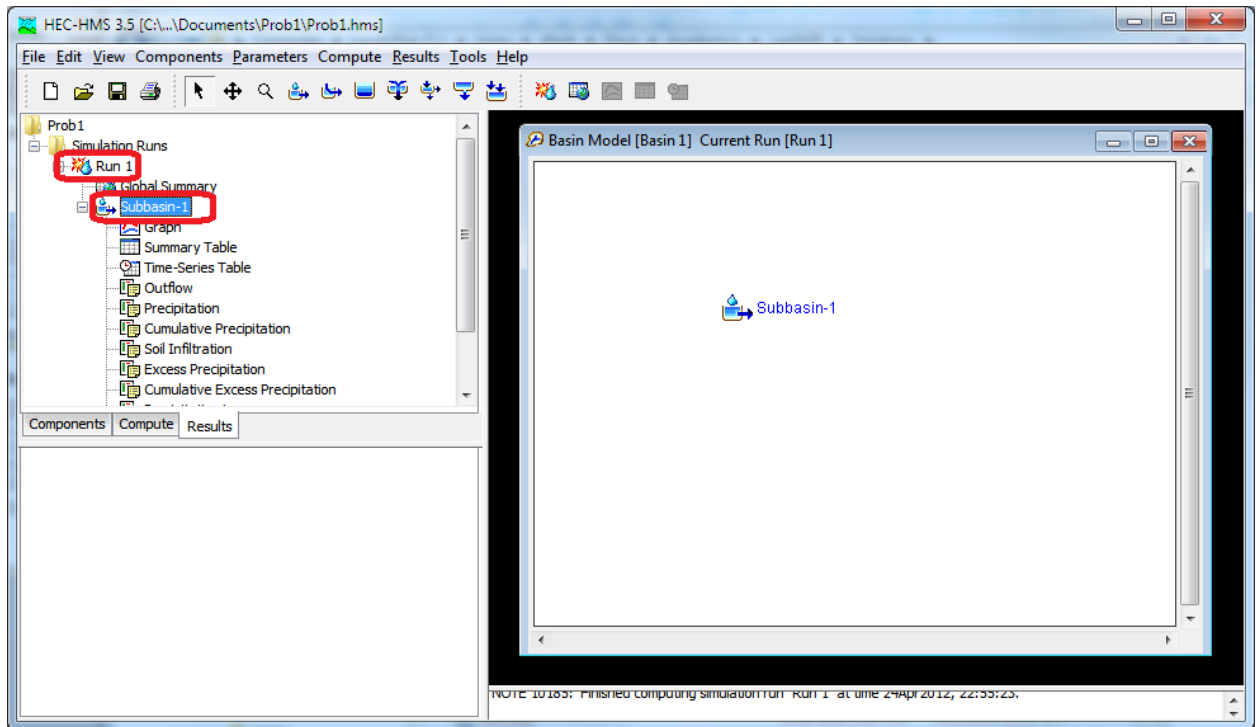 HEC-HMS 3.5 [C:\...\Documents\Prob1\Prob1.hms]
File Edit View Components Parameters Compute Results Tools Help
Prob1
Simulation Runs
Run 1
Global Summary
Subbasin-1
Graph
Summary Table
Time-Series Table
Outflow
Precipitation
Cumulative Precipitation
Soil Infiltration
Excess Precipitation
Cumulative Excess Precipitation
Components Compute Results
Basin Model [Basin 1] Current Run [Run 1]
Subbasin-1
NOTE 10185: Finished computing simulation run "Run 1" at time 24Apr2012, 22:55:23.